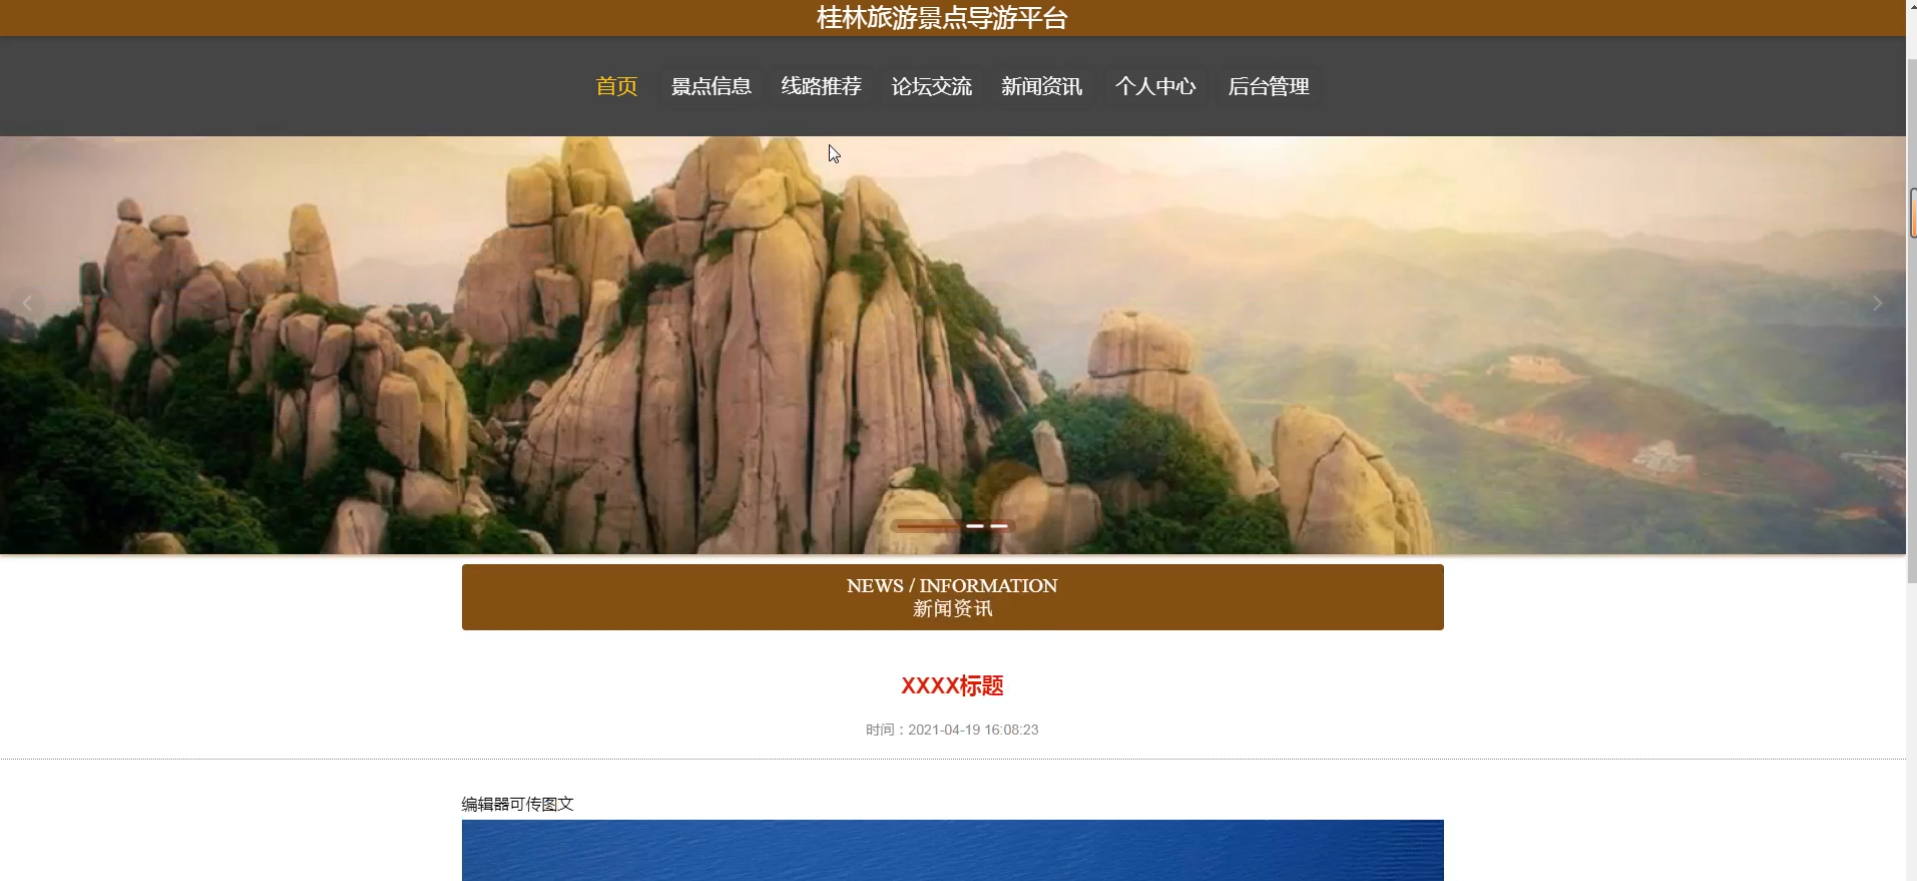 桂林旅游景点导游平台
首页 景点信息 线路推荐 论坛交流 新闻资讯 个人中心 后台管理
NEWS / INFORMATION
新闻资讯
XXXX标题
时间：2021-04-19 16:08:23
编辑器可传图文